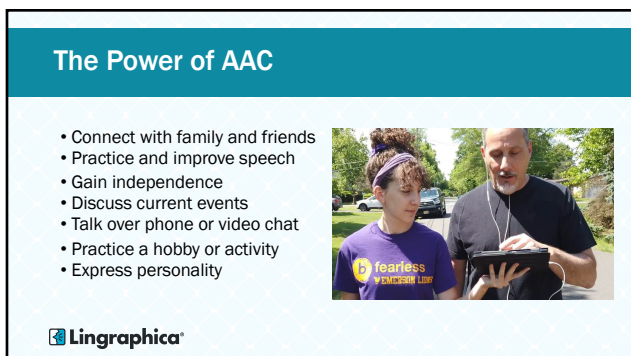 The Power of AAC
• Connect with family and friends
• Practice and improve speech
• Gain independence
• Discuss current events
• Talk over phone or video chat
• Practice a hobby or activity
• Express personality
b fearless
EMERSON LIONS
Lingraphica®